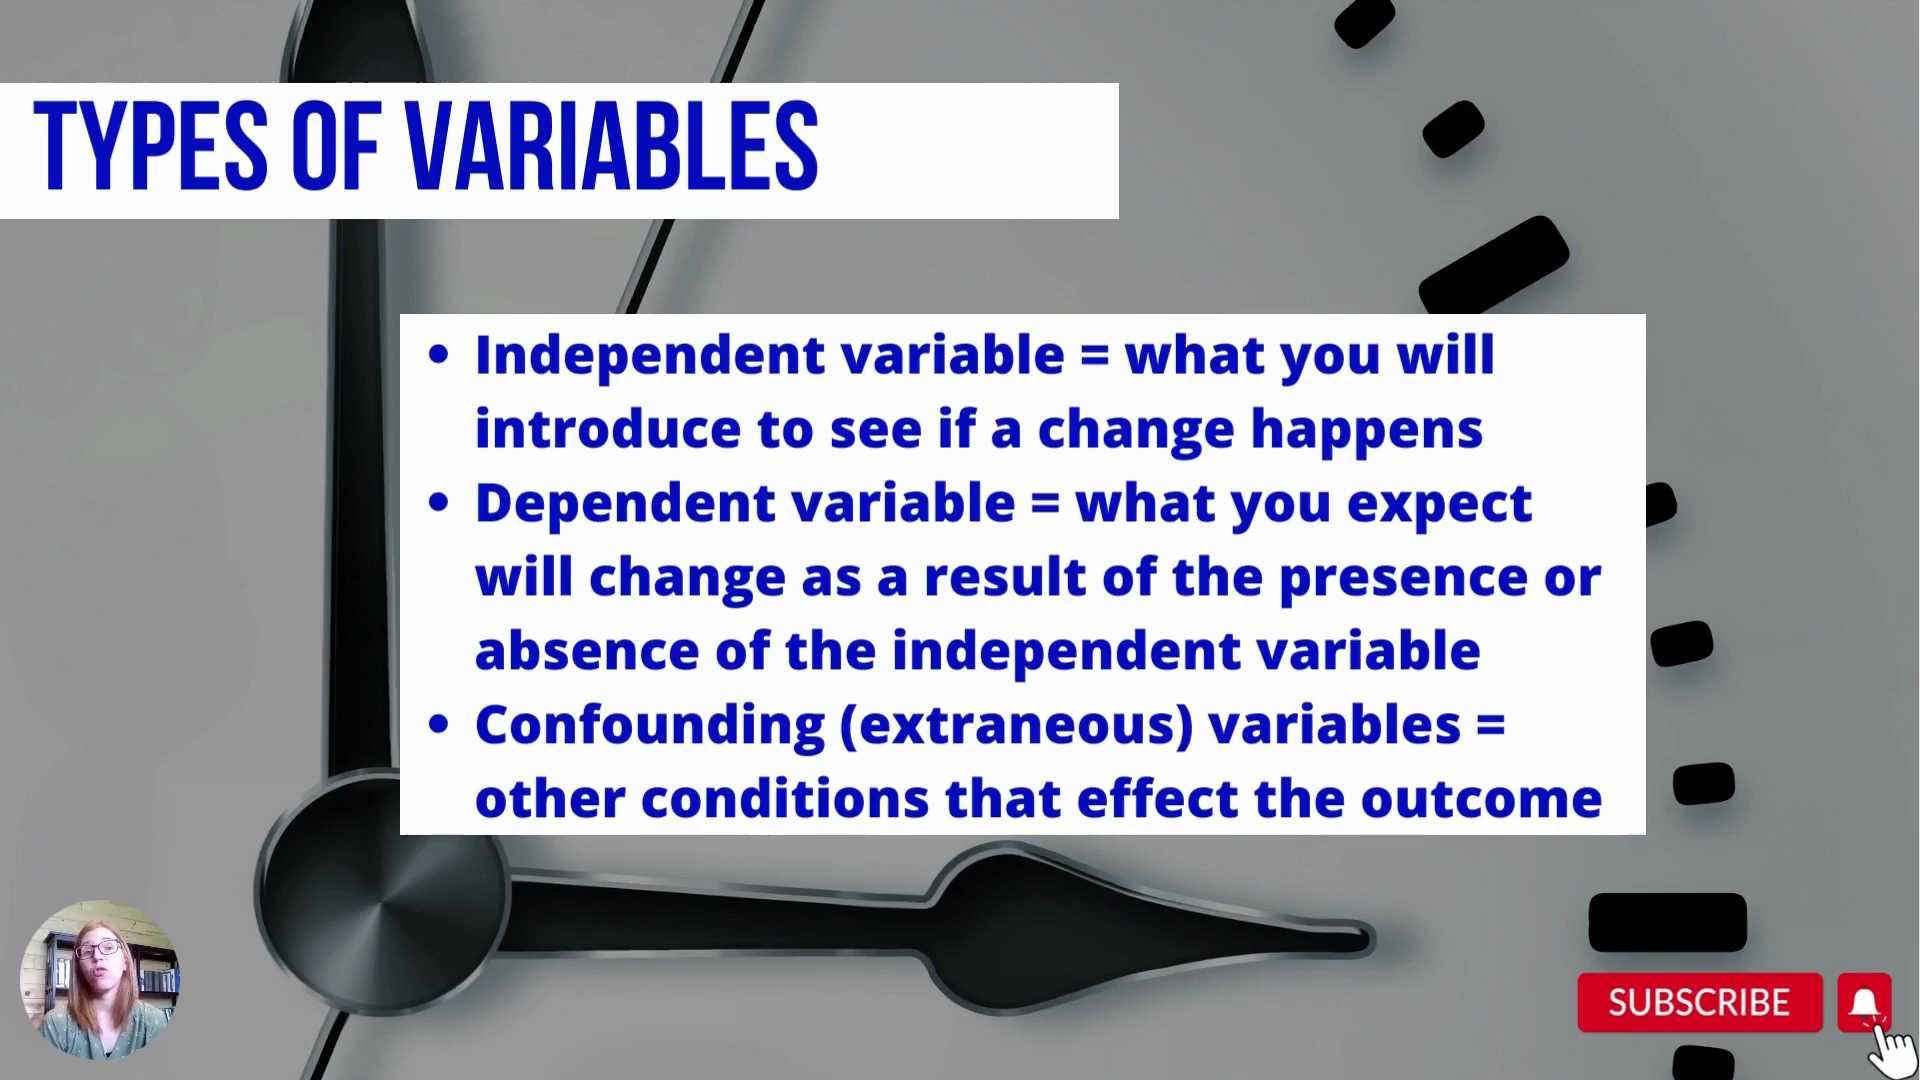 TYPES OF VARIABLES
• Independent variable = what you will
introduce to see if a change happens
• Dependent variable = what you expect
will change as a result of the presence or
absence of the independent variable
• Confounding (extraneous) variables =
other conditions that effect the outcome
SUBSCRIBE